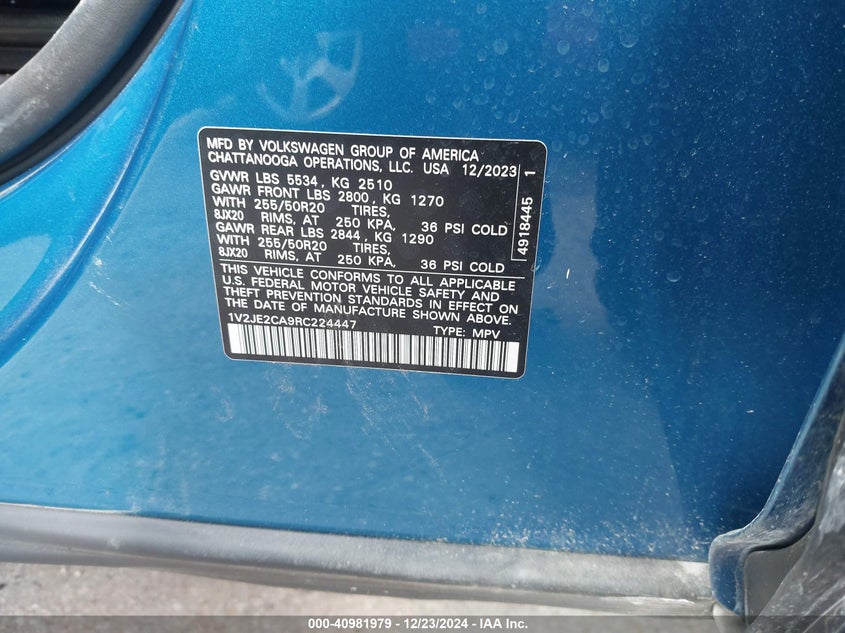 MFD BY VOLKSWAGEN GROUP OF AMERICA
CHATTANOOGA OPERATIONS, LLC. USA 12/2023
GVWR LBS 5534, KG 2510
GAWR FRONT LBS 2800, KG 1270
WITH 255/50R20 TIRES,
8JX20 RIMS, AT 250 KPA, 36 PSI COLD
GAWR REAR LBS 2844, KG 1290
WITH 255/50R20 TIRES,
8JX20 RIMS, AT 250 KPA, 36 PSI COLD
THIS VEHICLE CONFORMS TO ALL APPLICABLE
U.S. FEDERAL MOTOR VEHICLE SAFETY AND
THEFT PREVENTION STANDARDS IN EFFECT ON
THE DATE OF MANUFACTURE SHOWN ABOVE.
1V2JE2CA9RC224447 TYPE: MPV
4918445 1
000-40981979 - 12/23/2024 - IAA Inc.